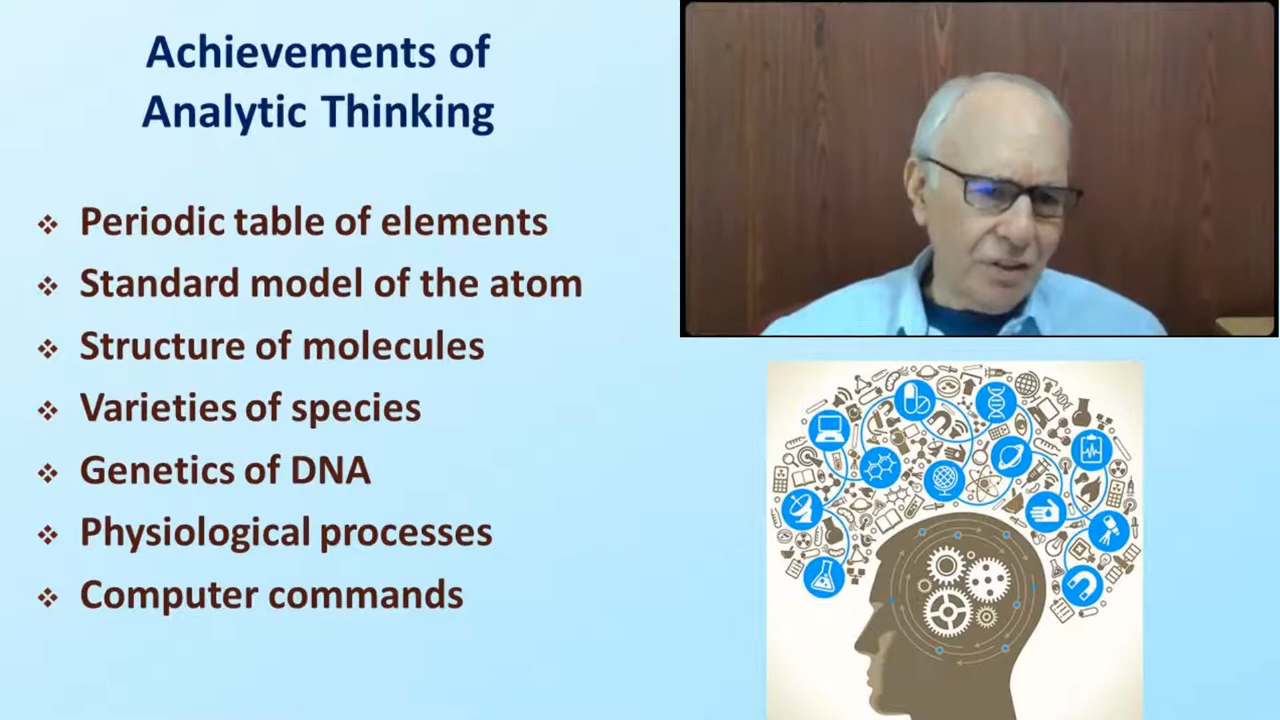 Achievements of
Analytic Thinking
Periodic table of elements
Standard model of the atom
Structure of molecules
Varieties of species
Genetics of DNA
Physiological processes
Computer commands